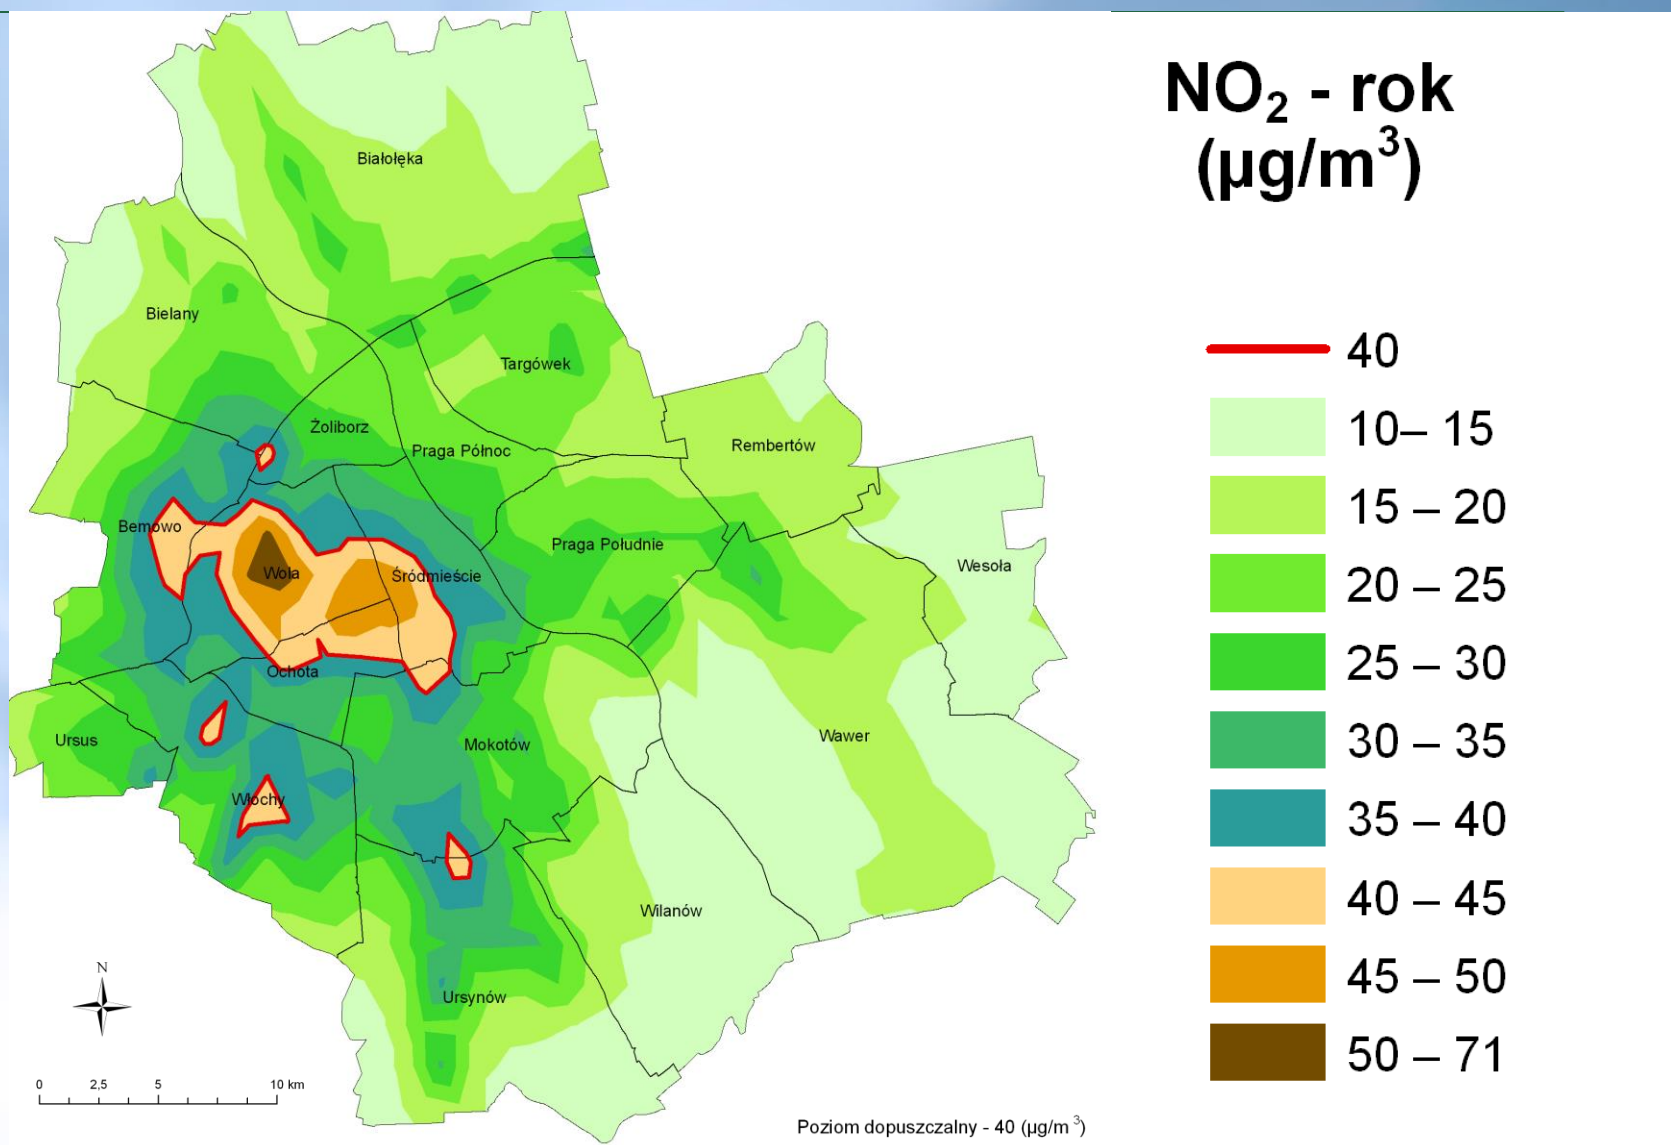 NO₂ - rok
(µg/m³)
Białołęka
Bielany
Targówek
Żoliborz
Praga Północ
Rembertów
Bemowo
Praga Południe
Wola
Śródmieście
Wesoła
Ochota
Ursus
Mokotów
Wawer
Włochy
Wilanów
Ursynów
40
10– 15
15 – 20
20 – 25
25 – 30
30 – 35
35 – 40
40 – 45
45 – 50
50 – 71
N
0 2,5 5 10 km
Poziom dopuszczalny - 40 (µg/m ³)